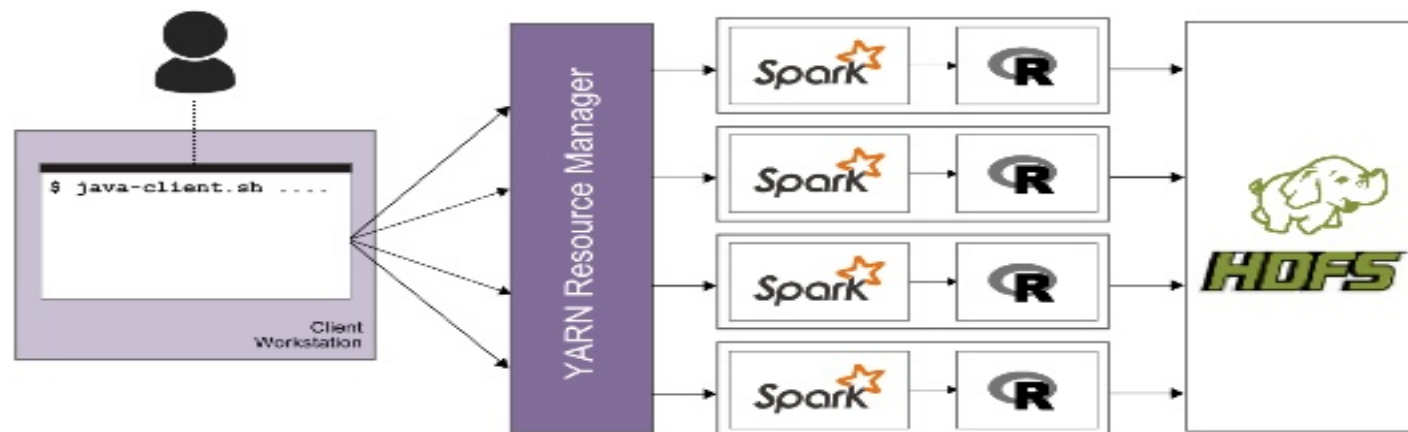 $ java-client.sh ....
Client
Workstation
YARN Resource Manager
Spark
R
Spark
R
Spark
R
Spark
R
HDFS